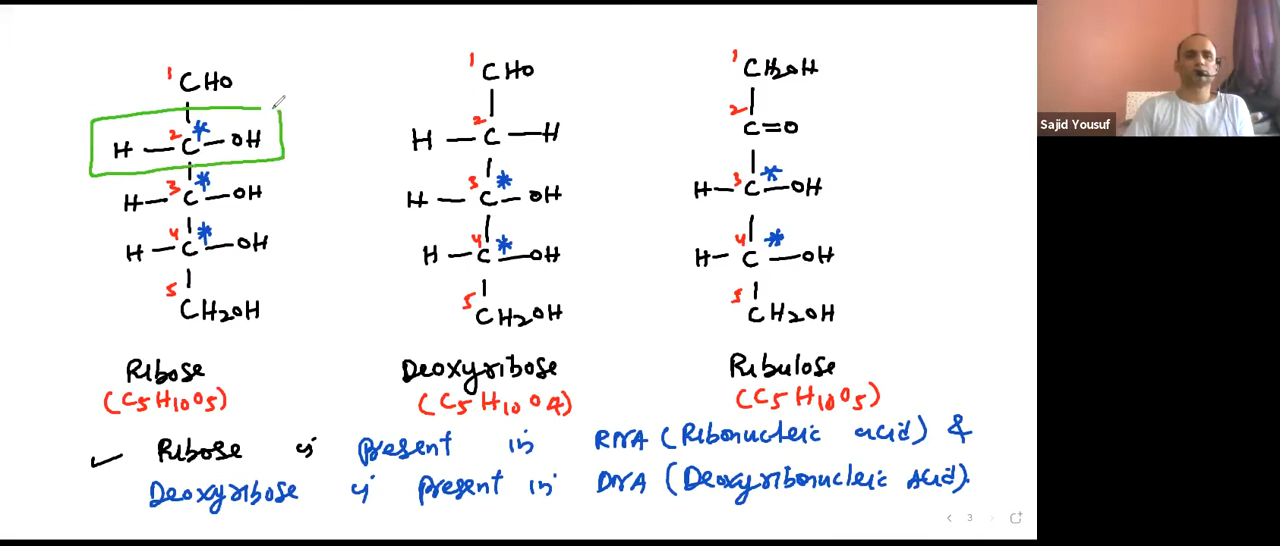 1 CHO
H — 2 C* — OH
H — 3 C* — OH
H — 4 C* — OH
5 CH2OH
Ribose
(C5H10O5)
1 CHO
H — 2 C — H
H — 3 C* — OH
H — 4 C* — OH
5 CH2OH
Deoxyribose
(C5H10O4)
1 CH2OH
2 C=O
H — 3 C* — OH
H — 4 C* — OH
5 CH2OH
Ribulose
(C5H10O5)
✓ Ribose is present in RNA (Ribonucleic acid) &
Deoxyribose is present in DNA (Deoxyribonucleic Acid).
Sajid Yousuf
< 3 >